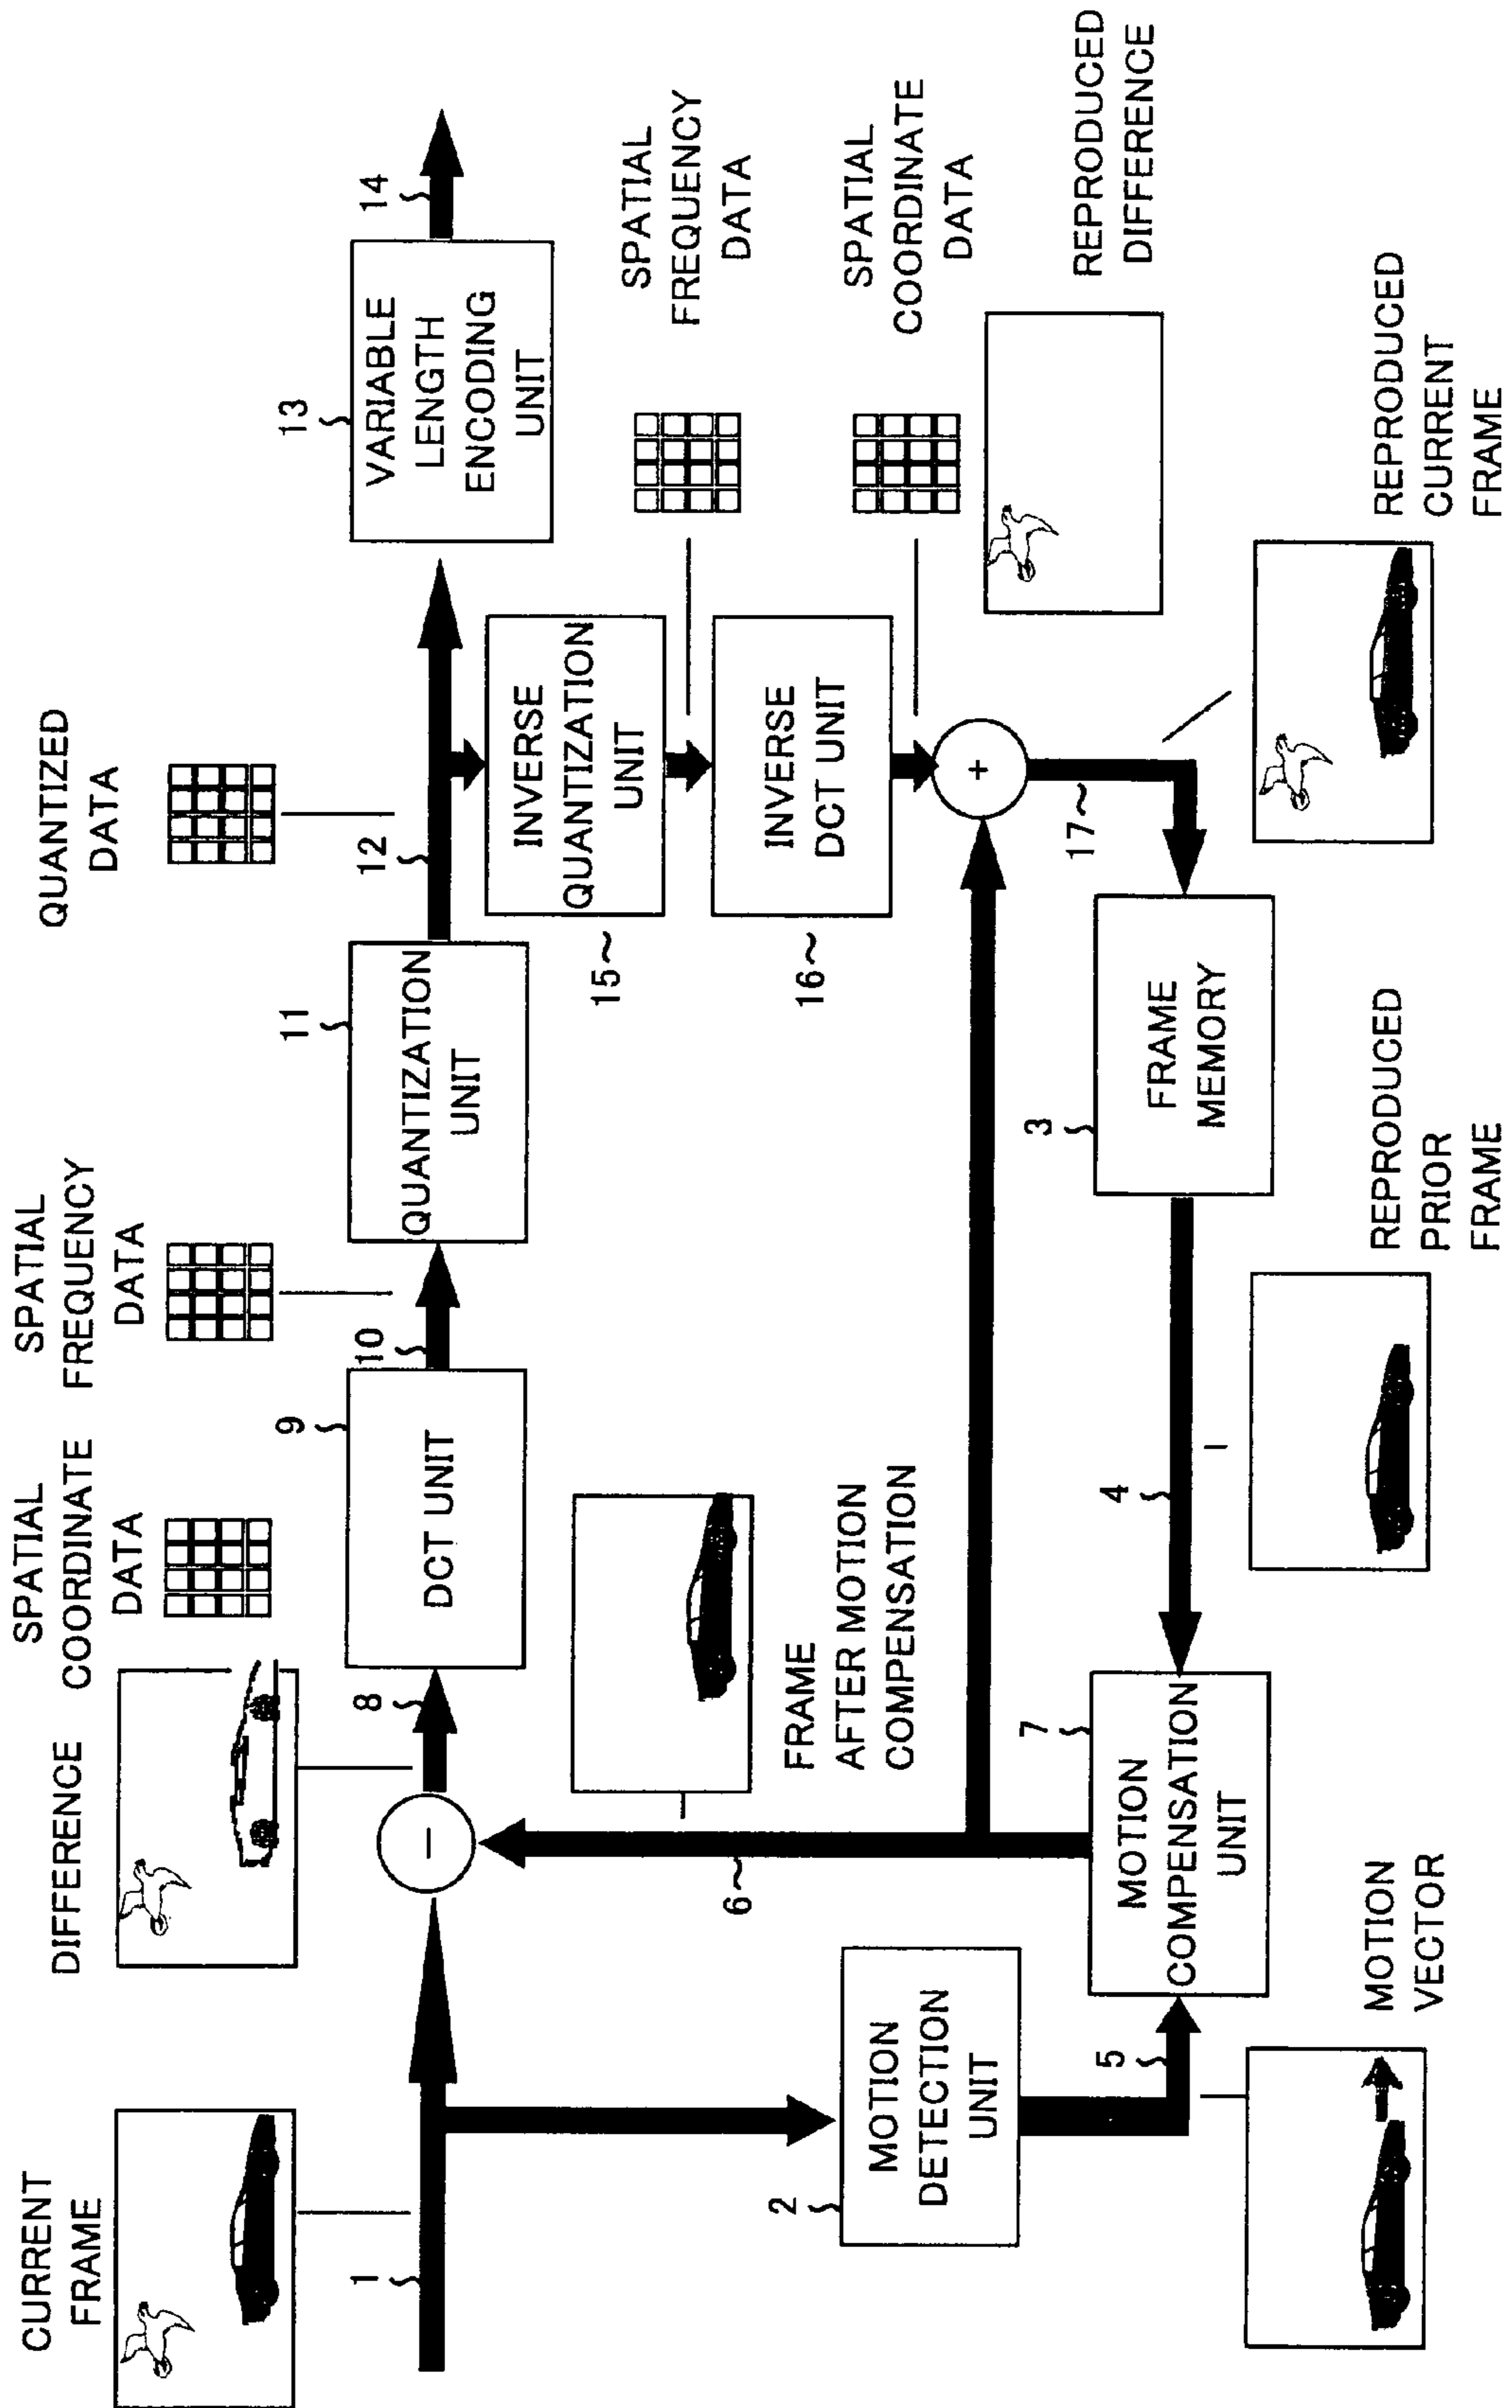 CURRENT
FRAME
1
DIFFERENCE
8
SPATIAL
COORDINATE
DATA
9
DCT UNIT
10
SPATIAL
FREQUENCY
DATA
11
QUANTIZATION
UNIT
12
QUANTIZED
DATA
13
VARIABLE
LENGTH
ENCODING
UNIT
14
−
6
FRAME
AFTER MOTION
COMPENSATION
15
INVERSE
QUANTIZATION
UNIT
SPATIAL
FREQUENCY
DATA
16
INVERSE
DCT UNIT
SPATIAL
COORDINATE
DATA
REPRODUCED
DIFFERENCE
+
17
REPRODUCED
CURRENT
FRAME
2
MOTION
DETECTION
UNIT
5
MOTION
VECTOR
7
MOTION
COMPENSATION
UNIT
4
REPRODUCED
PRIOR
FRAME
3
FRAME
MEMORY